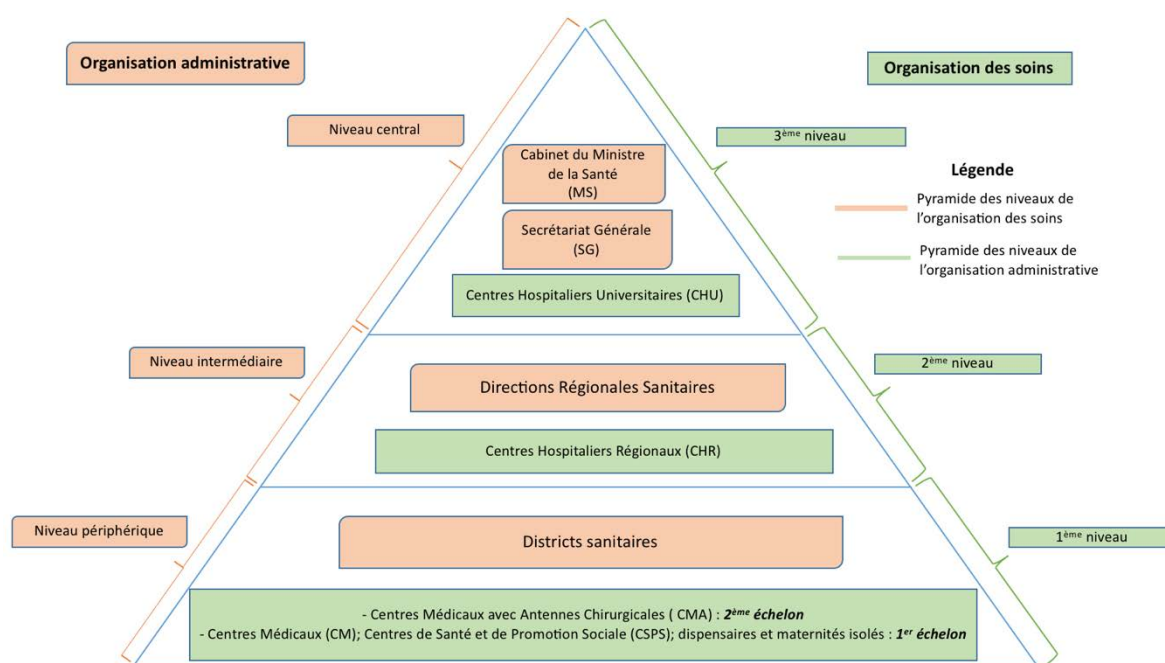 Organisation administrative
Organisation des soins
Niveau central
3ème niveau
Cabinet du Ministre
de la Santé
(MS)
Légende
Pyramide des niveaux de
l’organisation des soins
Secrétariat Générale
(SG)
Pyramide des niveaux de
l’organisation administrative
Centres Hospitaliers Universitaires (CHU)
Niveau intermédiaire
2ème niveau
Directions Régionales Sanitaires
Centres Hospitaliers Régionaux (CHR)
Niveau périphérique
1ème niveau
Districts sanitaires
- Centres Médicaux avec Antennes Chirurgicales ( CMA) : 2ème échelon
- Centres Médicaux (CM); Centres de Santé et de Promotion Sociale (CSPS); dispensaires et maternités isolés : 1er échelon